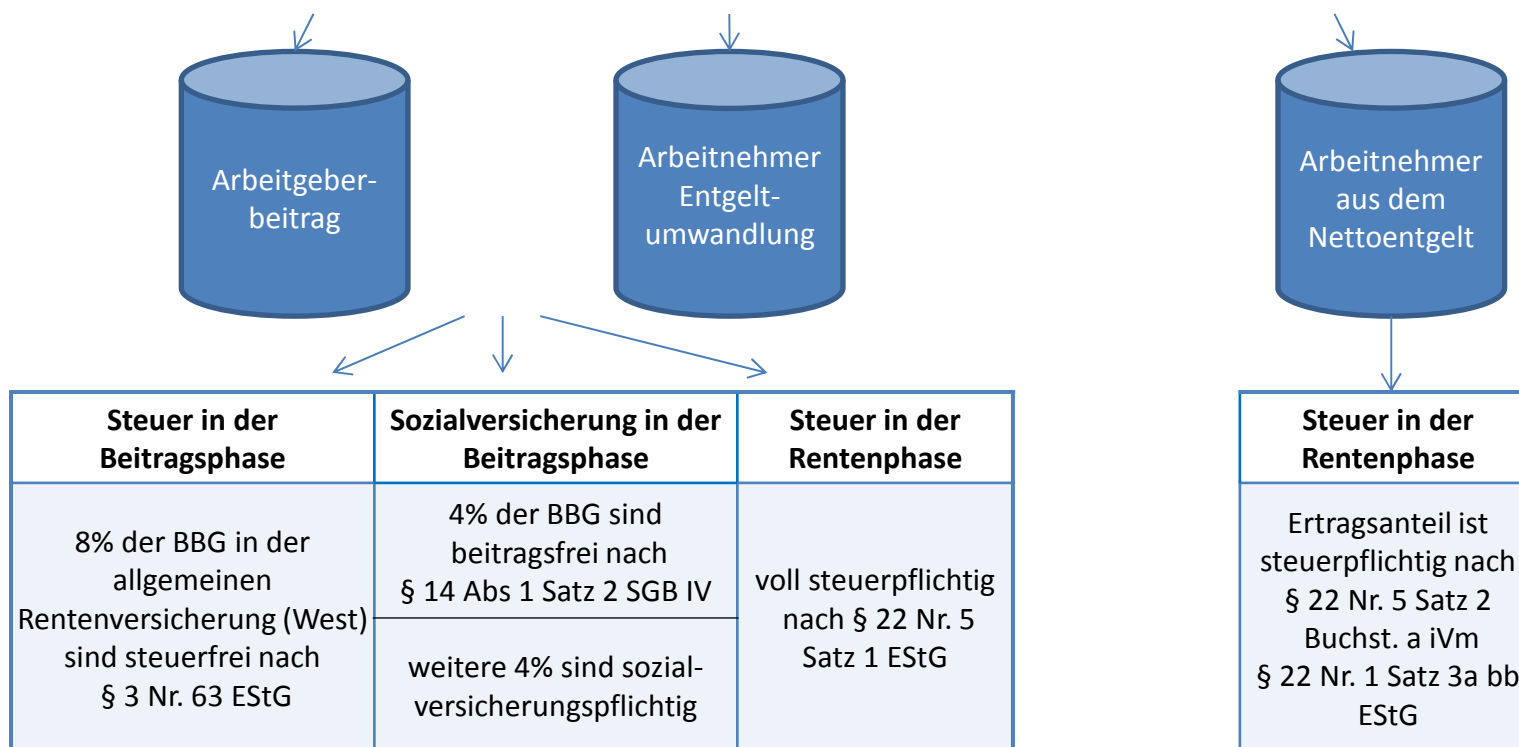 Arbeitgeber-
beitrag
Arbeitnehmer
Entgelt-
umwandlung
Arbeitnehmer
aus dem
Nettoentgelt
Steuer in der
Beitragsphase
Sozialversicherung in der
Beitragsphase
Steuer in der
Rentenphase
8% der BBG in der
allgemeinen
Rentenversicherung (West)
sind steuerfrei nach
§ 3 Nr. 63 EStG
4% der BBG sind
beitragsfrei nach
§ 14 Abs 1 Satz 2 SGB IV
weitere 4% sind sozial-
versicherungspflichtig
voll steuerpflichtig
nach § 22 Nr. 5
Satz 1 EStG
Steuer in der
Rentenphase
Ertragsanteil ist
steuerpflichtig nach
§ 22 Nr. 5 Satz 2
Buchst. a iVm
§ 22 Nr. 1 Satz 3a bb
EStG